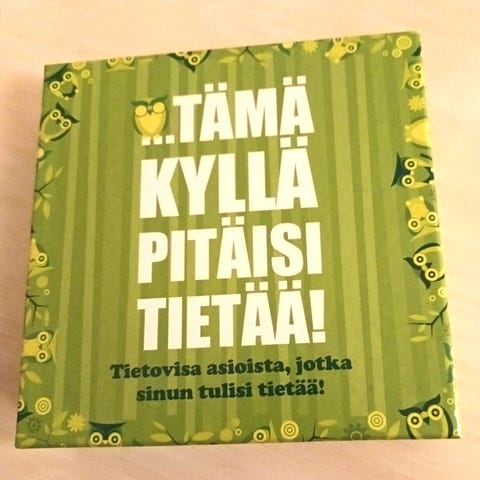 ...TÄMÄ
KYLLÄ
PITÄISI
TIETÄÄ!
Tietovisa asioista, jotka
sinun tulisi tietää!